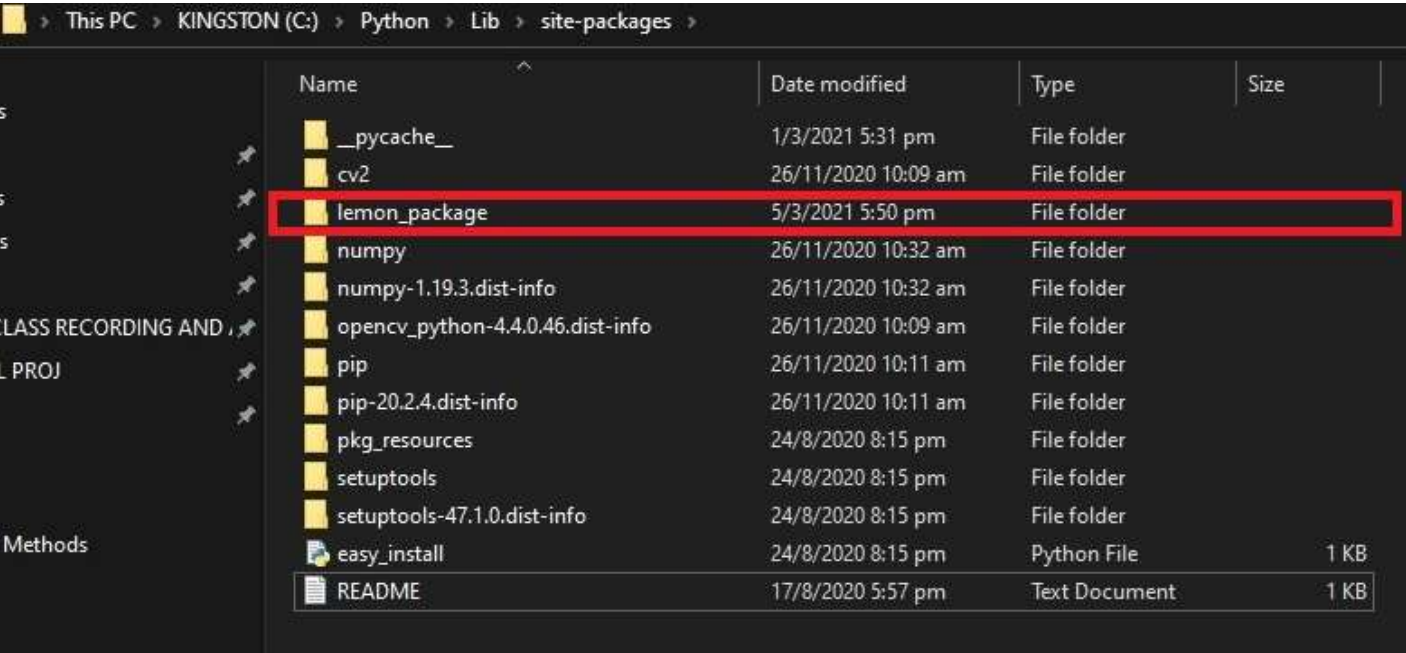 This PC > KINGSTON (C:) > Python > Lib > site-packages >
Name Date modified Type Size
__pycache__ 1/3/2021 5:31 pm File folder
cv2 26/11/2020 10:09 am File folder
lemon_package 5/3/2021 5:50 pm File folder
numpy 26/11/2020 10:32 am File folder
numpy-1.19.3.dist-info 26/11/2020 10:32 am File folder
CLASS RECORDING AND opencv_python-4.4.0.46.dist-info 26/11/2020 10:09 am File folder
PROJ pip 26/11/2020 10:11 am File folder
pip-20.2.4.dist-info 26/11/2020 10:11 am File folder
pkg_resources 24/8/2020 8:15 pm File folder
setuptools 24/8/2020 8:15 pm File folder
setuptools-47.1.0.dist-info 24/8/2020 8:15 pm File folder
Methods easy_install 24/8/2020 8:15 pm Python File 1 KB
README 17/8/2020 5:57 pm Text Document 1 KB